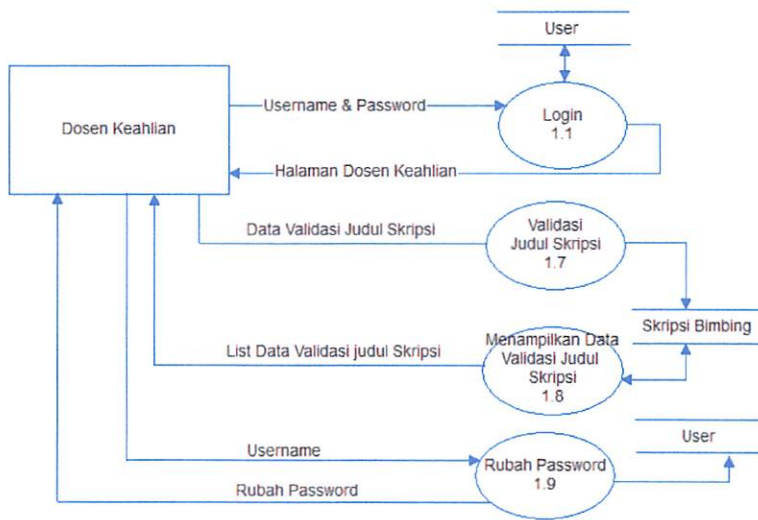 User
Dosen Keahlian
Username & Password
Login
1.1
Halaman Dosen Keahlian
Data Validasi Judul Skripsi
Validasi
Judul Skripsi
1.7
Skripsi Bimbing
List Data Validasi judul Skripsi
Menampilkan Data
Validasi Judul
Skripsi
1.8
User
Username
Rubah Password
1.9
Rubah Password